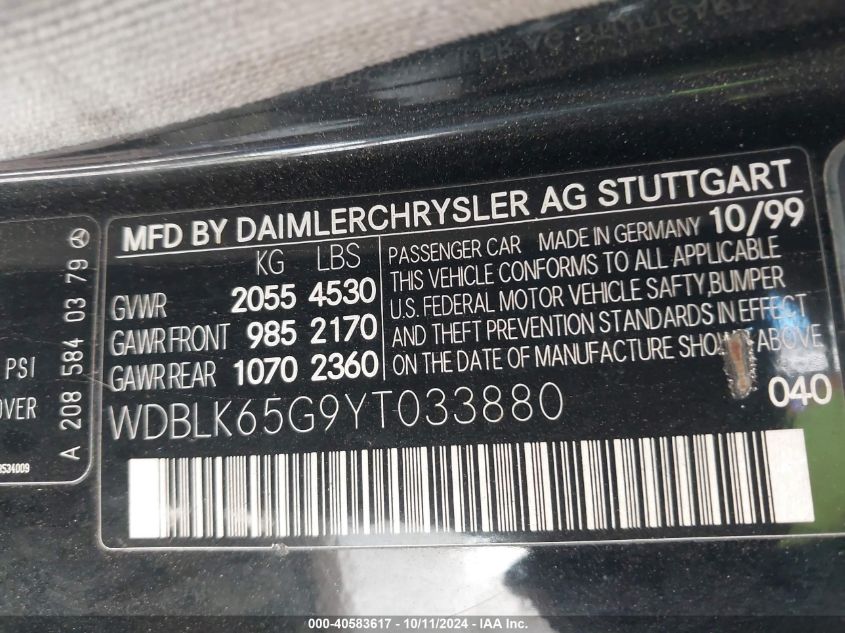 MFD BY DAIMLERCHRYSLER AG STUTTGART
KG LBS
10/99
GVWR 2055 4530
GAWR FRONT 985 2170
GAWR REAR 1070 2360
PASSENGER CAR MADE IN GERMANY
THIS VEHICLE CONFORMS TO ALL APPLICABLE
U.S. FEDERAL MOTOR VEHICLE SAFTY, BUMPER
AND THEFT PREVENTION STANDARDS IN EFFECT
ON THE DATE OF MANUFACTURE SHOWN ABOVE
WDBLK65G9YT033880
040
A 208 584 03 79
PSI
OVER
2534009
000-40583617 - 10/11/2024 - IAA Inc.